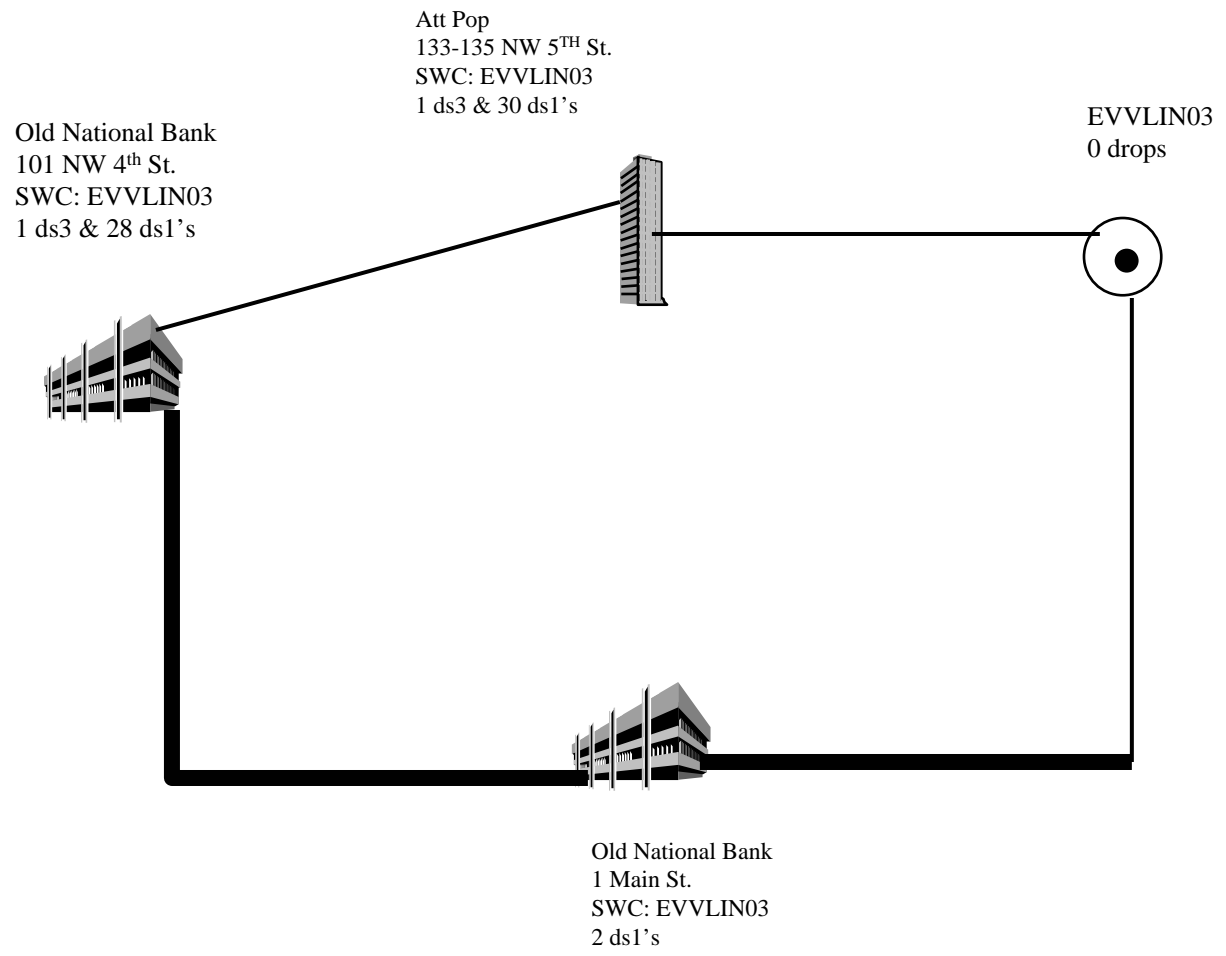 Att Pop
133-135 NW 5TH St.
SWC: EVVLIN03
1 ds3 & 30 ds1's
Old National Bank
101 NW 4th St.
SWC: EVVLIN03
1 ds3 & 28 ds1's
EVVLIN03
0 drops
Old National Bank
1 Main St.
SWC: EVVLIN03
2 ds1's